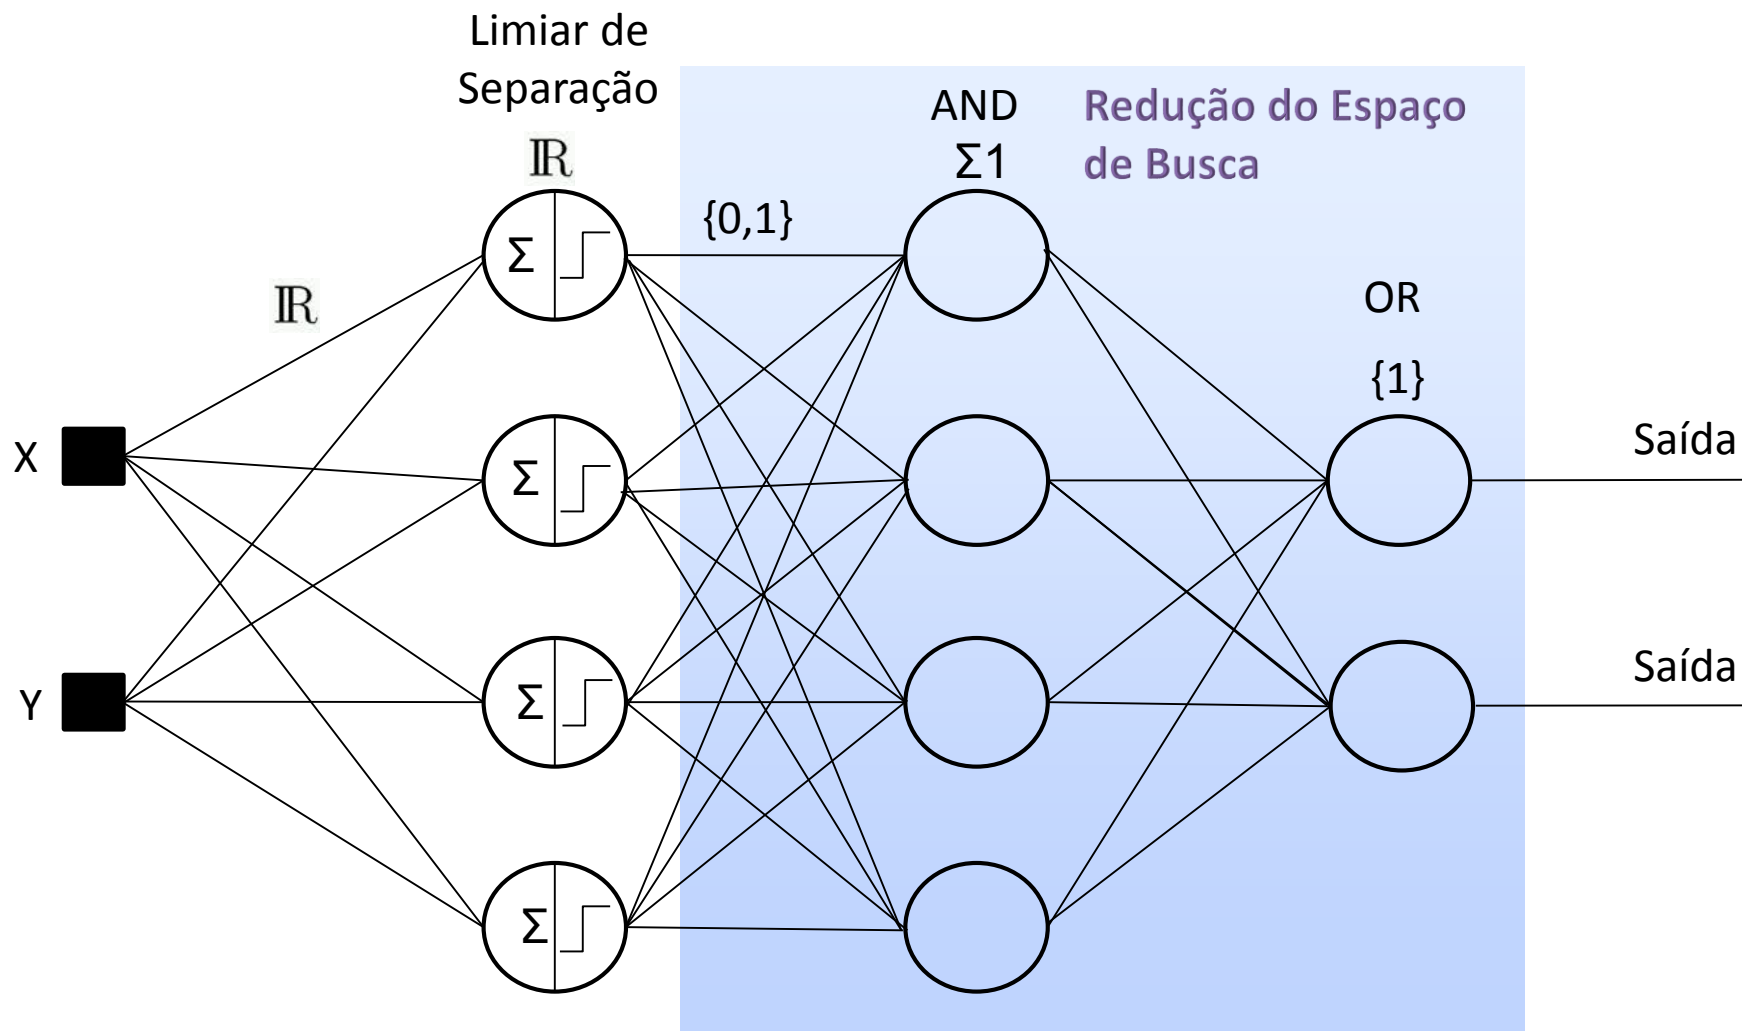 Limiar de
Separação
ℝ
AND
Σ1
Redução do Espaço
de Busca
{0,1}
Σ
ℝ
OR
{1}
X
Σ
Saída
Y
Σ
Saída
Σ